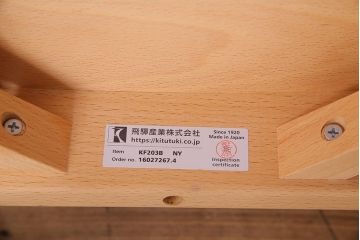 飛驒産業株式会社
https://kitutuki.co.jp
Since 1920
Made in Japan
Item KF203B NY
Order no. 16027267.4
Inspection certificate